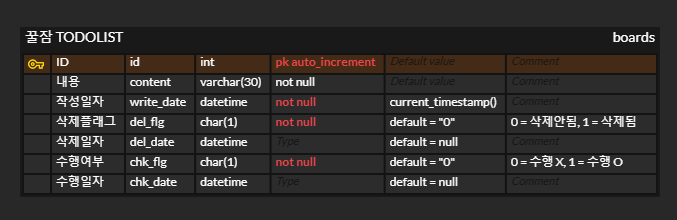 꿀잠 TODOLIST boards
ID id int pk auto_increment Default value Comment
내용 content varchar(30) not null Default value Comment
작성일자 write_date datetime not null current_timestamp() Comment
삭제플래그 del_flg char(1) not null default = "0" 0 = 삭제안됨, 1 = 삭제됨
삭제일자 del_date datetime Type default = null Comment
수행여부 chk_flg char(1) not null default = "0" 0 = 수행 X, 1 = 수행 O
수행일자 chk_date datetime Type default = null Comment